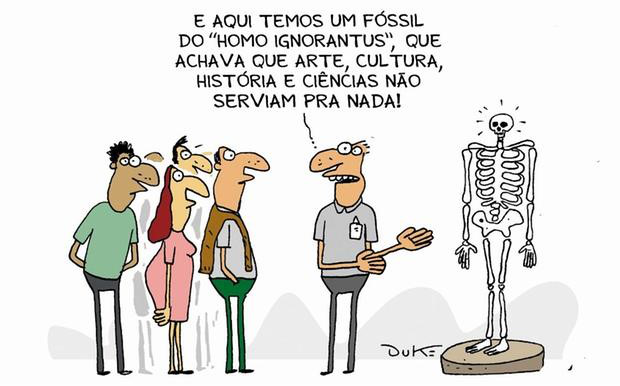 E AQUI TEMOS UM FÓSSIL
DO "HOMO IGNORANTUS", QUE
ACHAVA QUE ARTE, CULTURA,
HISTÓRIA E CIÊNCIAS NÃO
SERVIAM PRA NADA!
DUKE